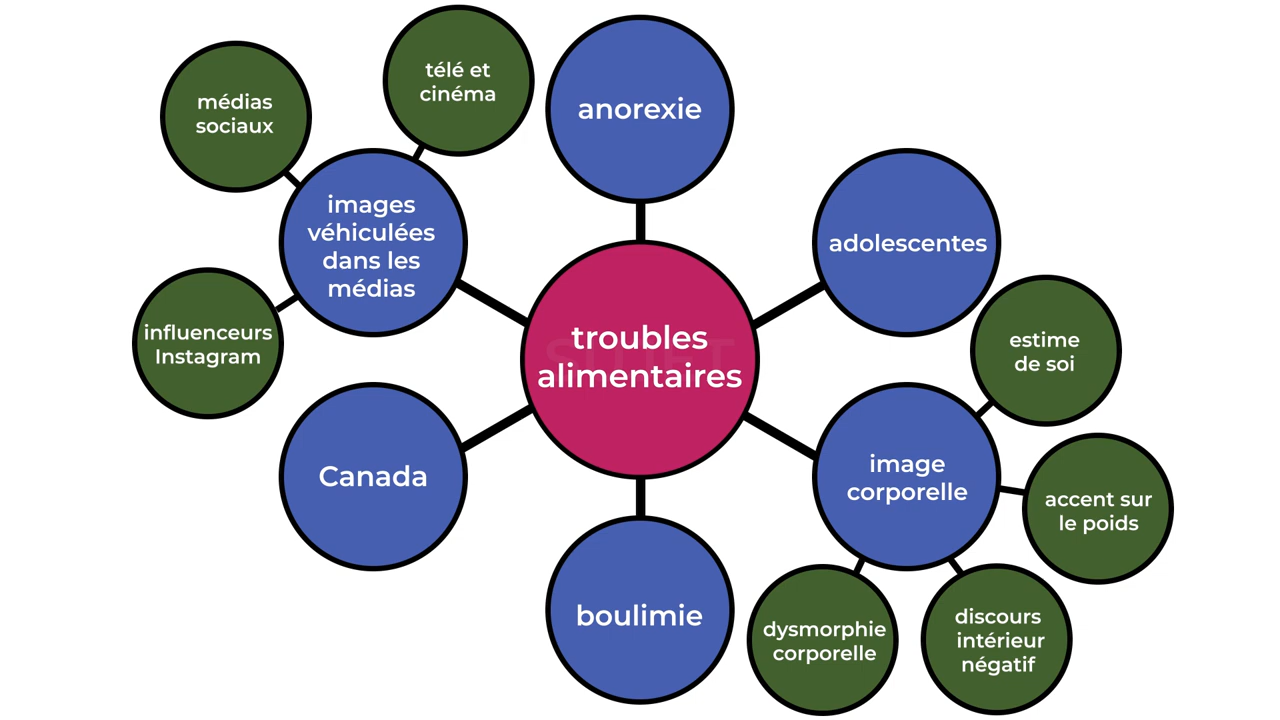 télé et
cinéma
médias
sociaux
anorexie
images
véhiculées
dans les
médias
adolescentes
influenceurs
Instagram
troubles
alimentaires
estime
de soi
Canada
image
corporelle
accent sur
le poids
boulimie
dysmorphie
corporelle
discours
intérieur
négatif